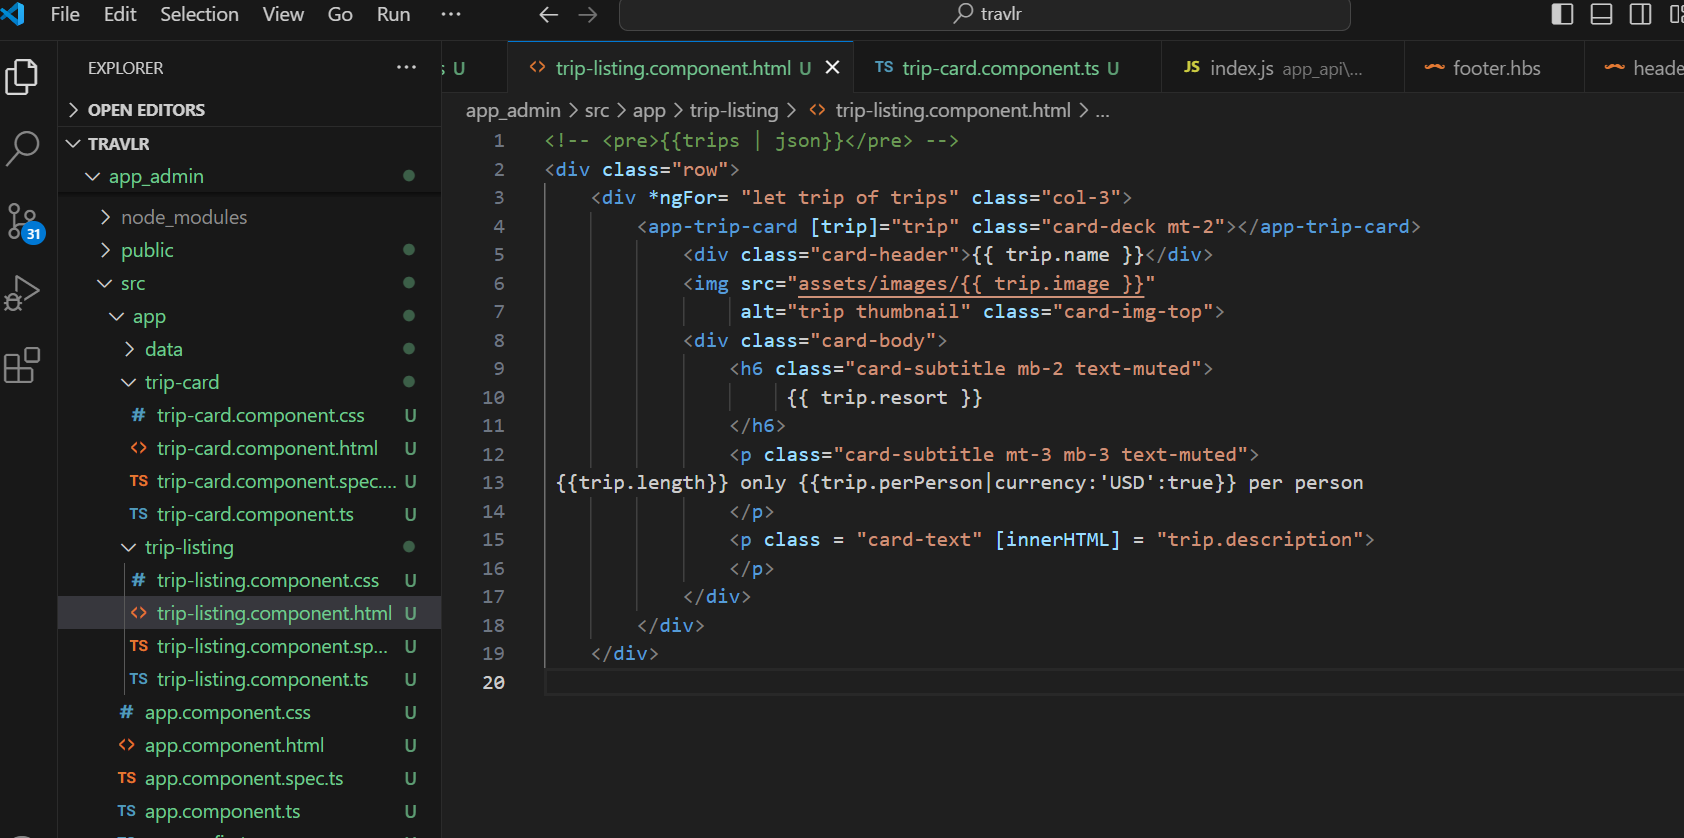 File Edit Selection View Go Run ...
travlr
EXPLORER ...
OPEN EDITORS
TRAVLR
app_admin
node_modules
public
src
app
data
trip-card
# trip-card.component.css U
<> trip-card.component.html U
TS trip-card.component.spec.... U
TS trip-card.component.ts U
trip-listing
# trip-listing.component.css U
<> trip-listing.component.html U
TS trip-listing.component.sp... U
TS trip-listing.component.ts U
# app.component.css U
<> app.component.html U
TS app.component.spec.ts U
TS app.component.ts U
31
s U
<> trip-listing.component.html U
TS trip-card.component.ts U
JS index.js app_api\...
footer.hbs
heade
app_admin > src > app > trip-listing > <> trip-listing.component.html > ...
1 <!-- <pre>{{trips | json}}</pre> -->
2 <div class="row">
3 <div *ngFor= "let trip of trips" class="col-3">
4 <app-trip-card [trip]="trip" class="card-deck mt-2"></app-trip-card>
5 <div class="card-header">{{ trip.name }}</div>
6 <img src="assets/images/{{ trip.image }}"
7 alt="trip thumbnail" class="card-img-top">
8 <div class="card-body">
9 <h6 class="card-subtitle mb-2 text-muted">
10 {{ trip.resort }}
11 </h6>
12 <p class="card-subtitle mt-3 mb-3 text-muted">
13 {{trip.length}} only {{trip.perPerson|currency:'USD':true}} per person
14 </p>
15 <p class = "card-text" [innerHTML] = "trip.description">
16 </p>
17 </div>
18 </div>
19 </div>
20